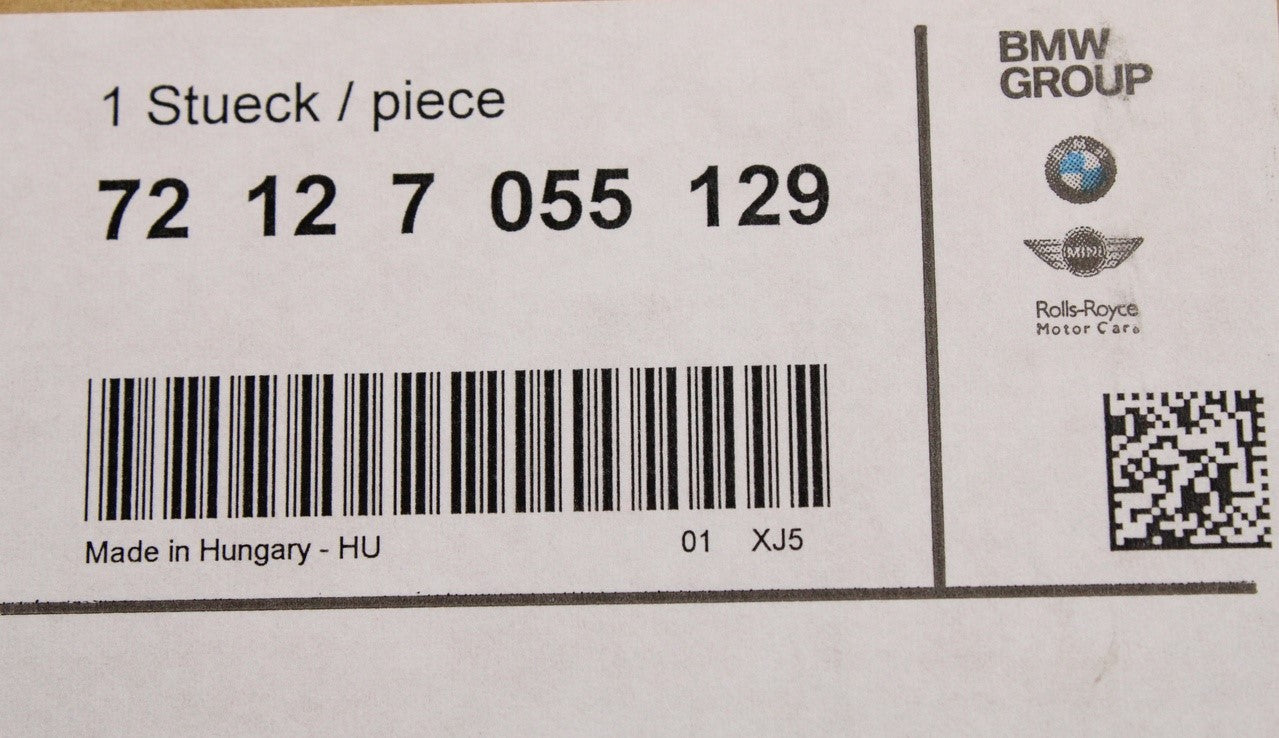 1 Stueck / piece
72 12 7 055 129
Made in Hungary - HU
01 XJ5
BMW
GROUP
MINI
Rolls-Royce
Motor Cars